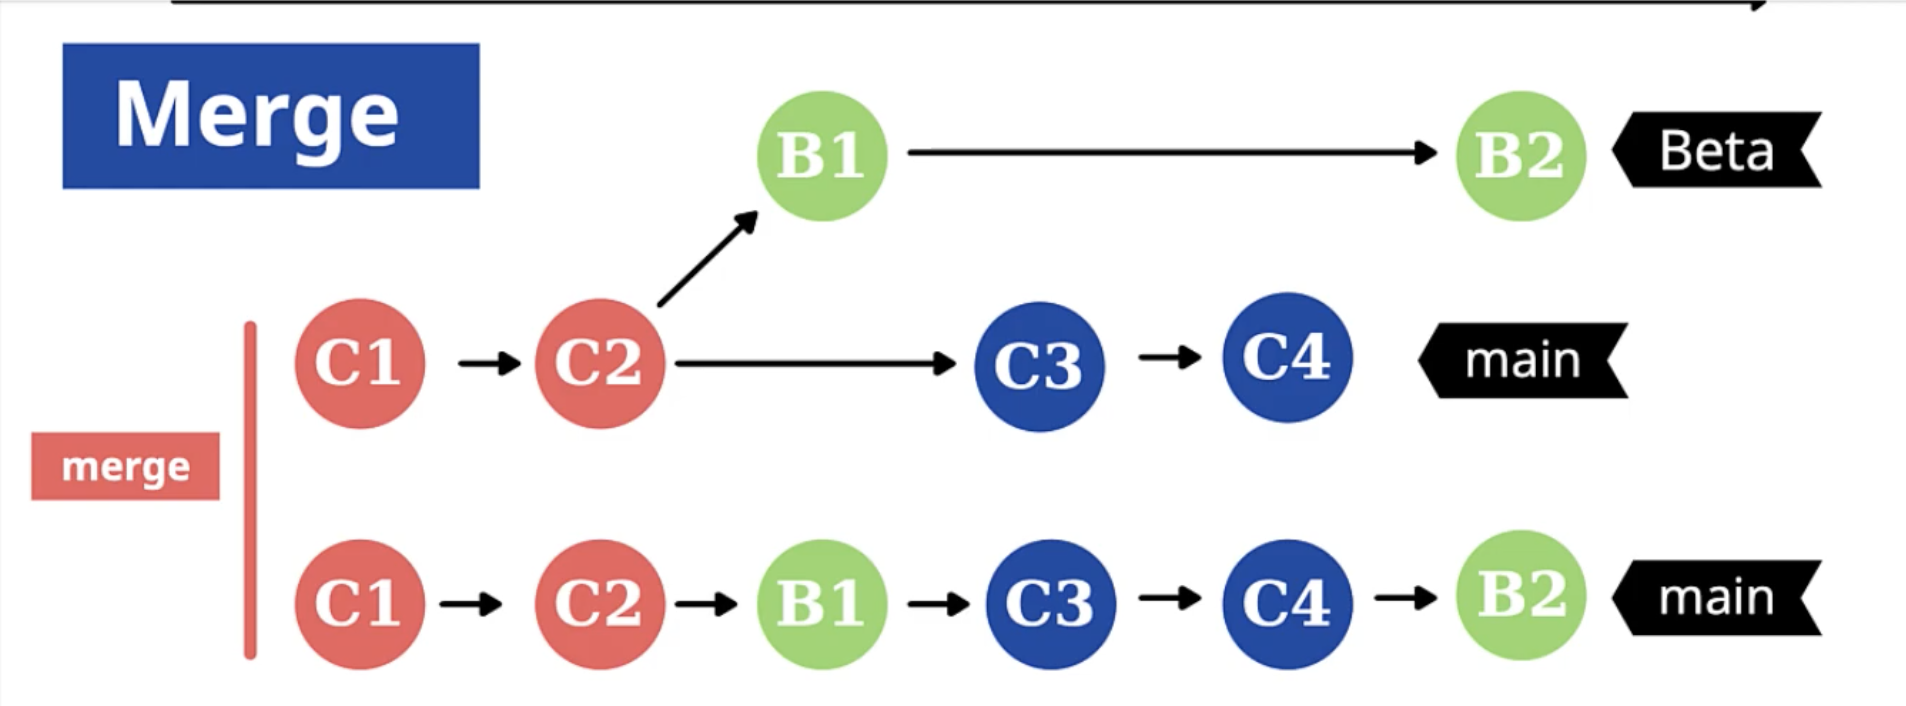 Merge
B1 B2 Beta
C1 C2 C3 C4 main
merge
C1 C2 B1 C3 C4 B2 main